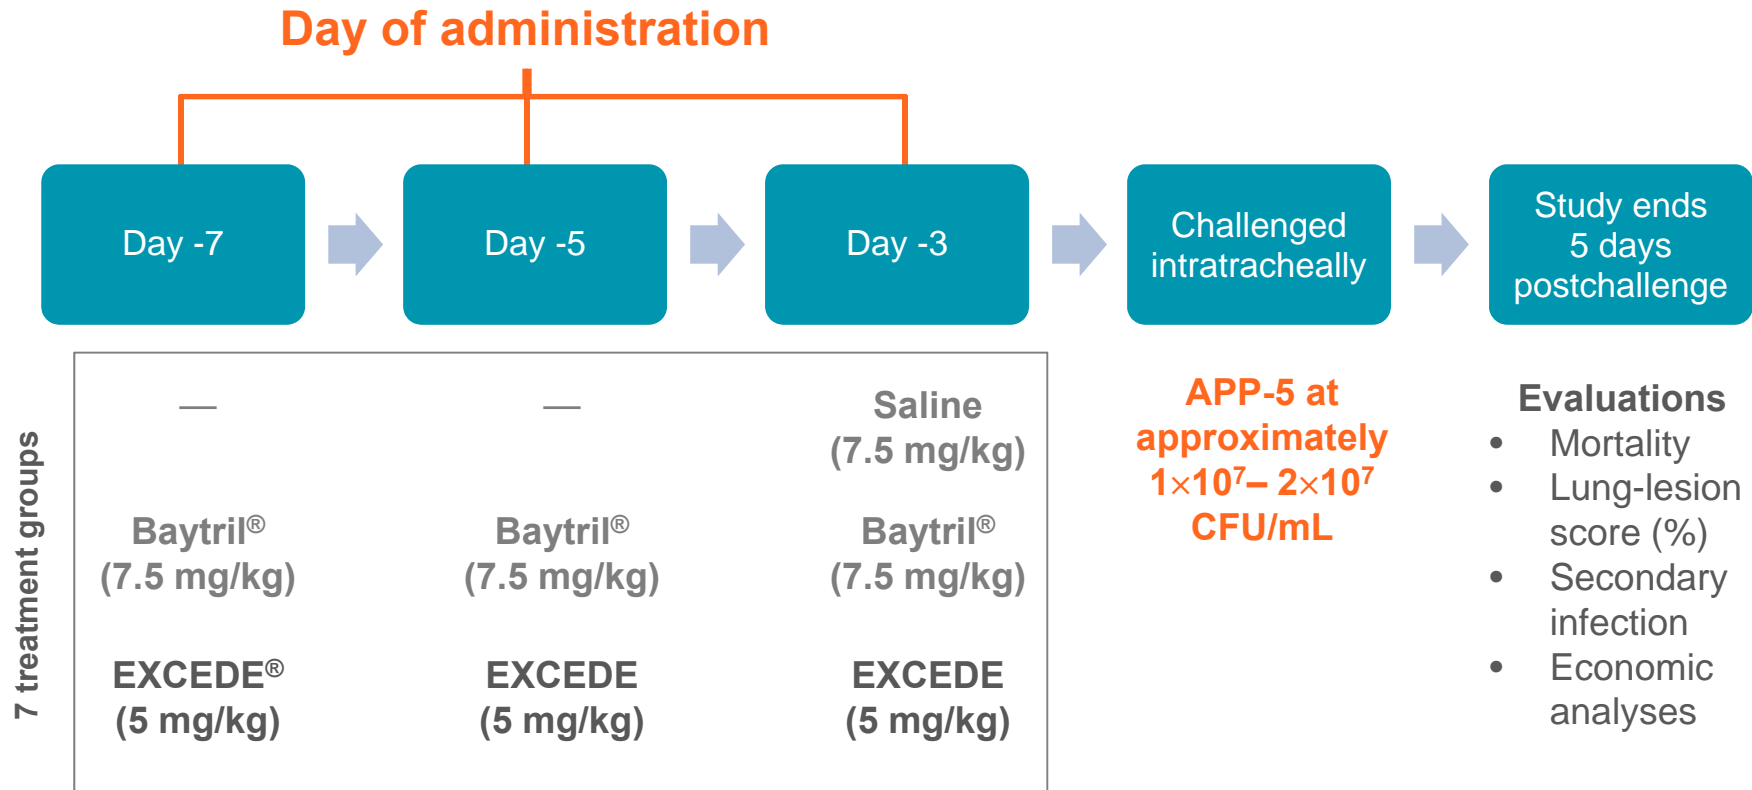 Day of administration
Day -7
Day -5
Day -3
Challenged
intratracheally
Study ends
5 days
postchallenge
7 treatment groups
—
—
Saline
(7.5 mg/kg)
Baytril®
(7.5 mg/kg)
Baytril®
(7.5 mg/kg)
Baytril®
(7.5 mg/kg)
EXCEDE®
(5 mg/kg)
EXCEDE
(5 mg/kg)
EXCEDE
(5 mg/kg)
APP-5 at
approximately
1×10⁷– 2×10⁷
CFU/mL
Evaluations
• Mortality
• Lung-lesion
score (%)
• Secondary
infection
• Economic
analyses